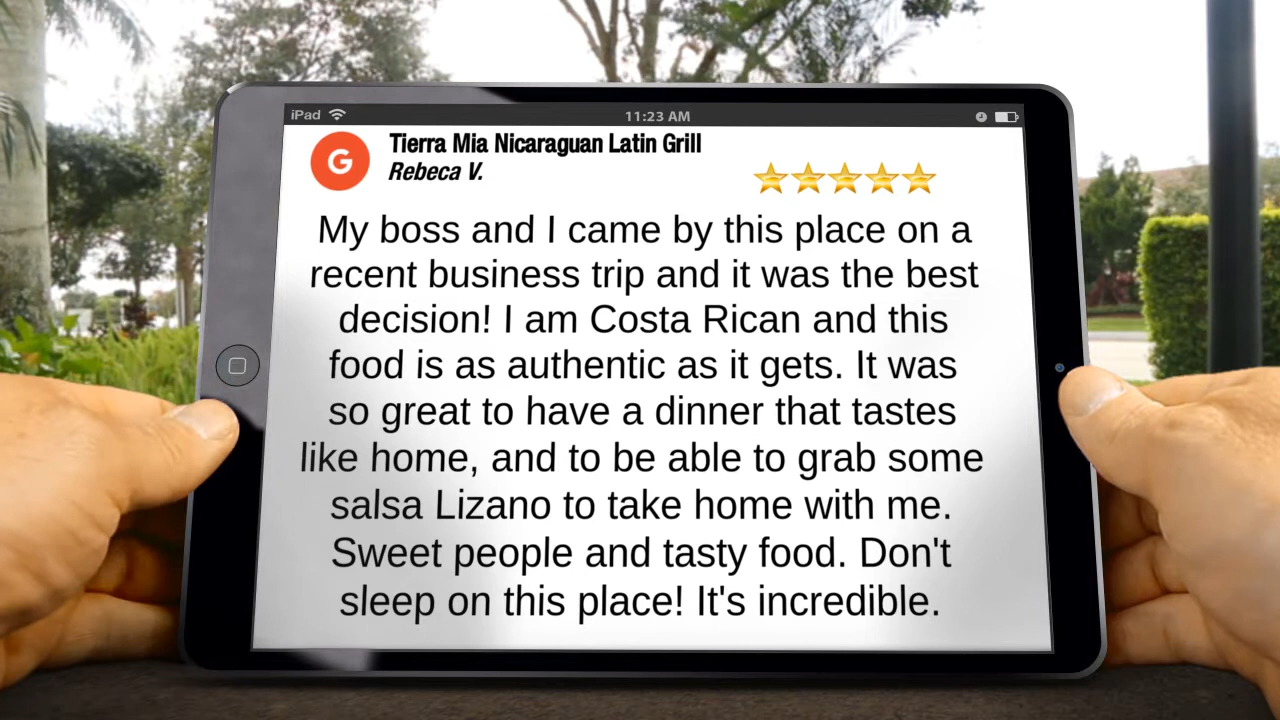 iPad 11:23 AM
G
Tierra Mia Nicaraguan Latin Grill
Rebeca V.
My boss and I came by this place on a
recent business trip and it was the best
decision! I am Costa Rican and this
food is as authentic as it gets. It was
so great to have a dinner that tastes
like home, and to be able to grab some
salsa Lizano to take home with me.
Sweet people and tasty food. Don't
sleep on this place! It's incredible.